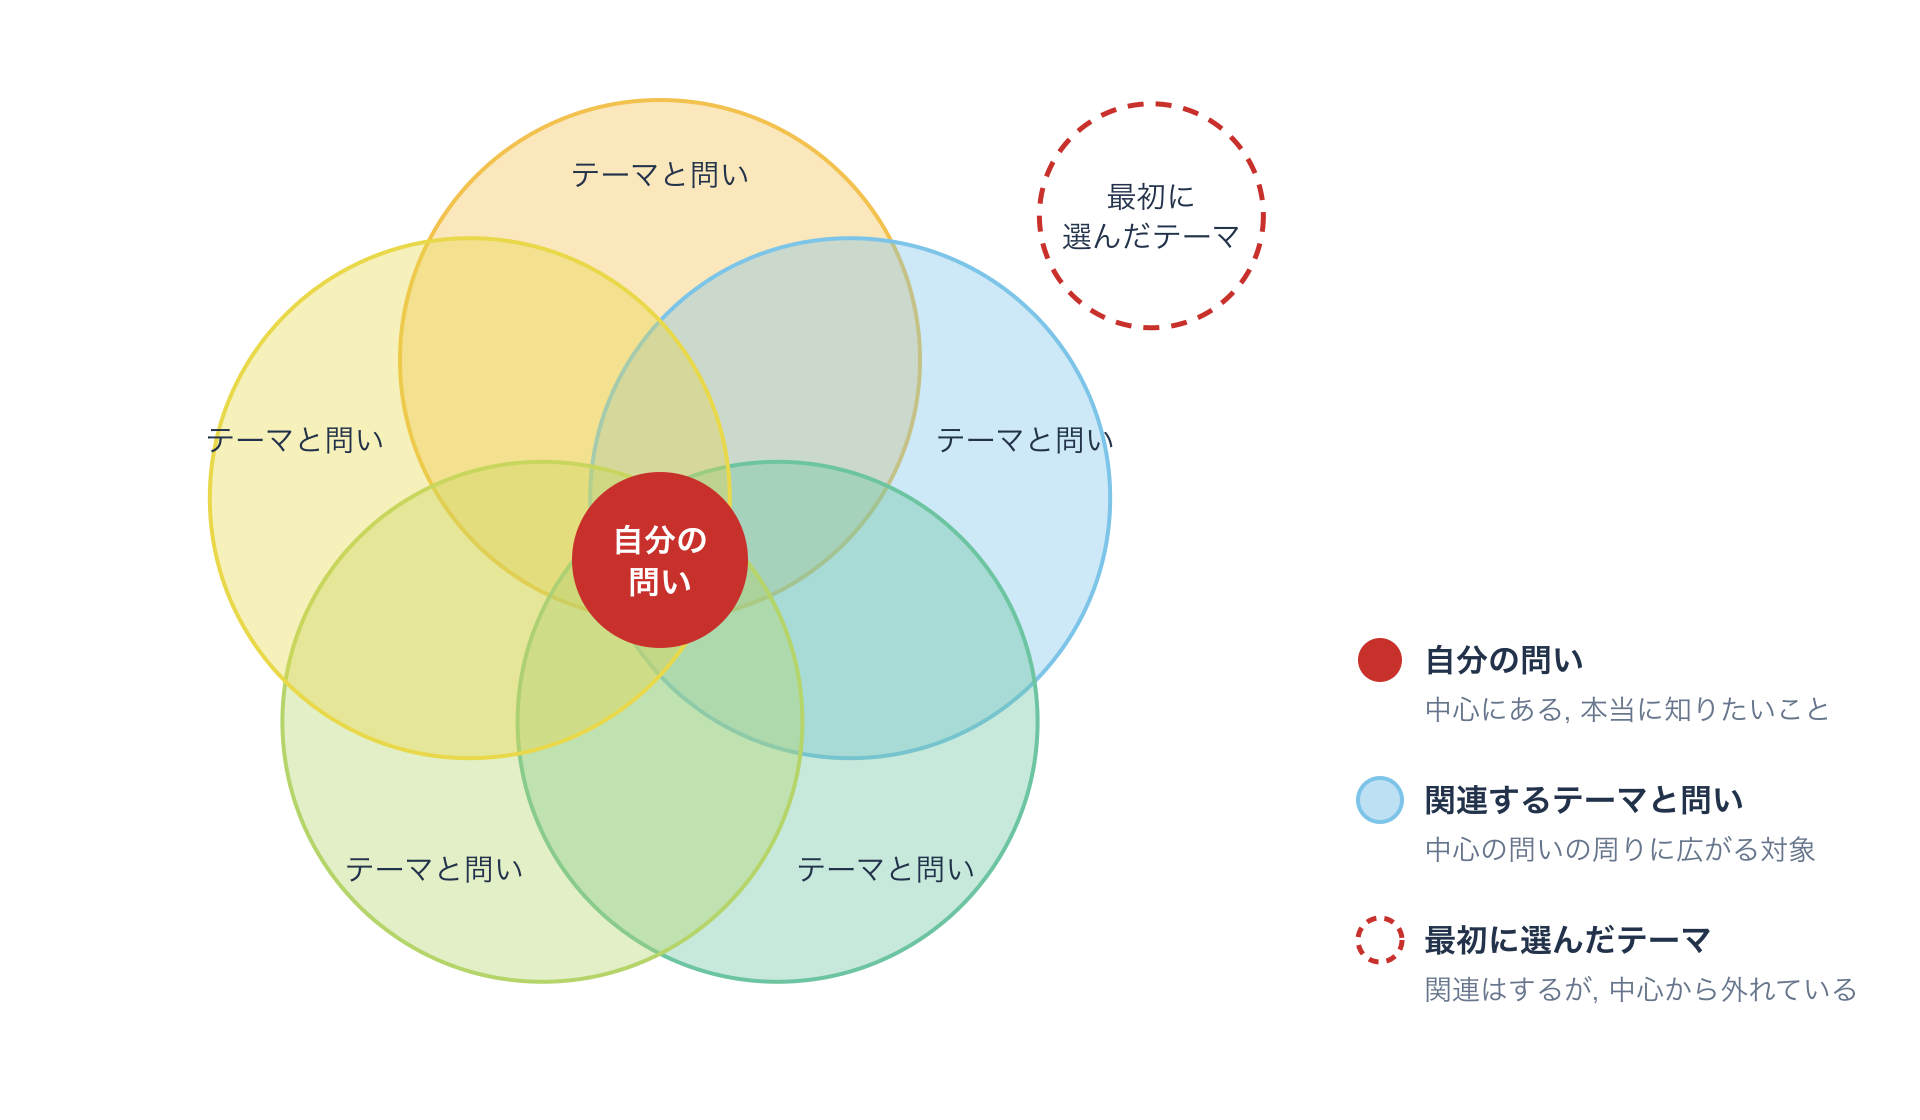 テーマと問い
最初に
選んだテーマ
テーマと問い
テーマと問い
自分の
問い
テーマと問い
テーマと問い
自分の問い
中心にある, 本当に知りたいこと
関連するテーマと問い
中心の問いの周りに広がる対象
最初に選んだテーマ
関連はするが, 中心から外れている